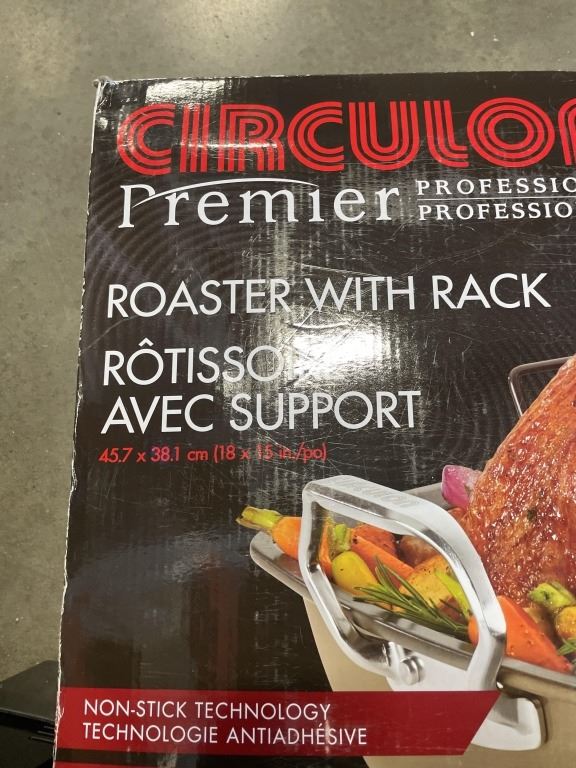 CIRCULO
Premier PROFESSIO
PROFESSIO
ROASTER WITH RACK
RÔTISSO
AVEC SUPPORT
45.7 x 38.1 cm (18 x 15 in./po)
NON-STICK TECHNOLOGY
TECHNOLOGIE ANTIADHÉSIVE